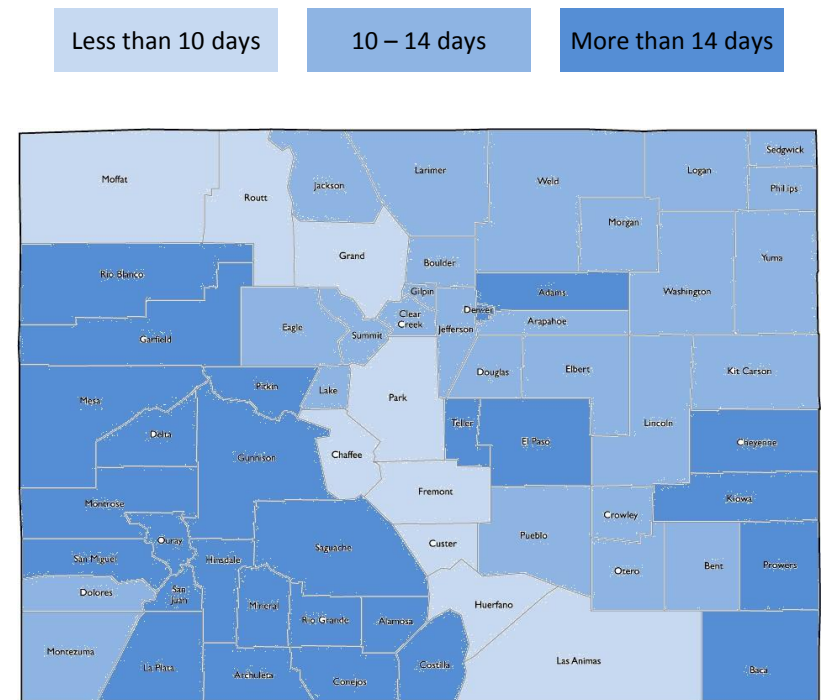 Less than 10 days
10 – 14 days
More than 14 days
Sedgwick
Moffat
Larimer
Logan
Weld
Jackson
Phillips
Routt
Morgan
Grand
Yuma
Boulder
Rio Blanco
Gilpin
Adams
Washington
Denver
Clear
Creek
Arapahoe
Eagle
Jefferson
Summit
Garfield
Elbert
Douglas
Kit Carson
Pitkin
Lake
Park
Mesa
Teller
Lincoln
Delta
El Paso
Cheyenne
Chaffee
Gunnison
Fremont
Kiowa
Montrose
Crowley
Pueblo
Ouray
Custer
Saguache
San Miguel
Hinsdale
Bent
Prowers
Otero
Dolores
San
Juan
Mineral
Huerfano
Rio Grande
Alamosa
Montezuma
Las Animas
La Plata
Costilla
Archuleta
Baca
Conejos